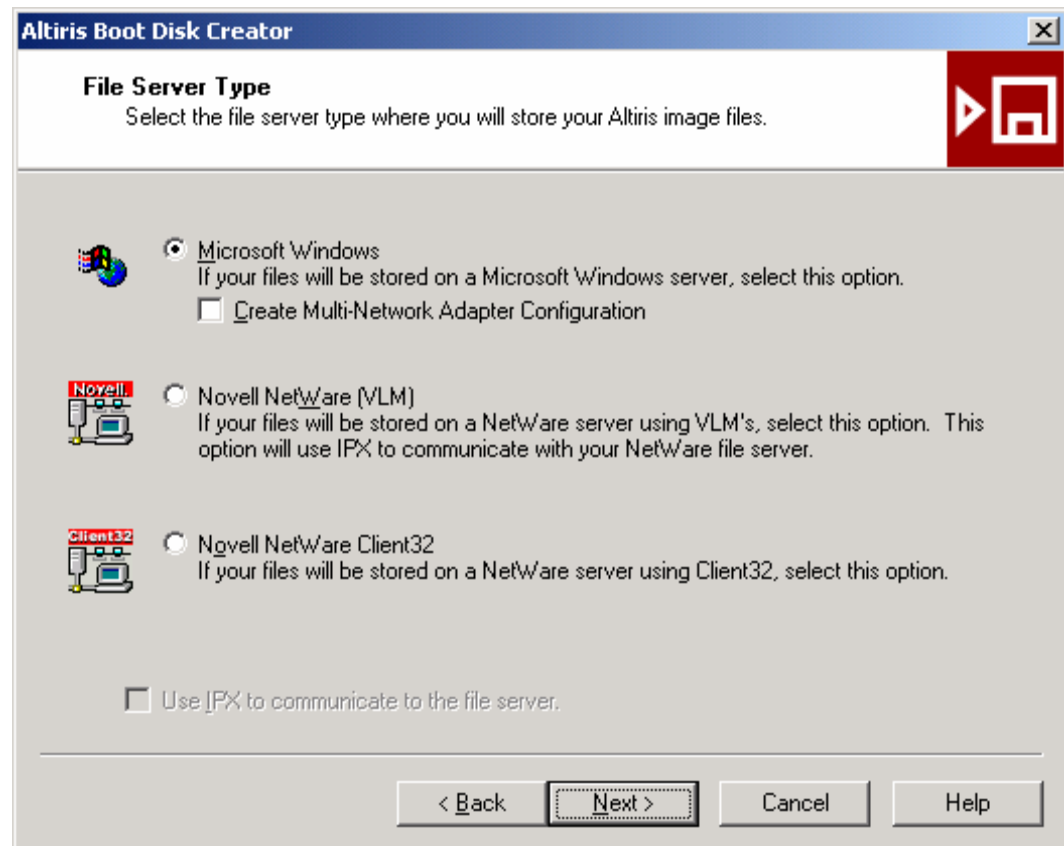 Altiris Boot Disk Creator
File Server Type
Select the file server type where you will store your Altiris image files.
Microsoft Windows
If your files will be stored on a Microsoft Windows server, select this option.
Create Multi-Network Adapter Configuration
Novell.
Novell NetWare (VLM)
If your files will be stored on a NetWare server using VLM's, select this option. This
option will use IPX to communicate with your NetWare file server.
Client32
Novell NetWare Client32
If your files will be stored on a NetWare server using Client32, select this option.
Use IPX to communicate to the file server.
< Back
Next >
Cancel
Help